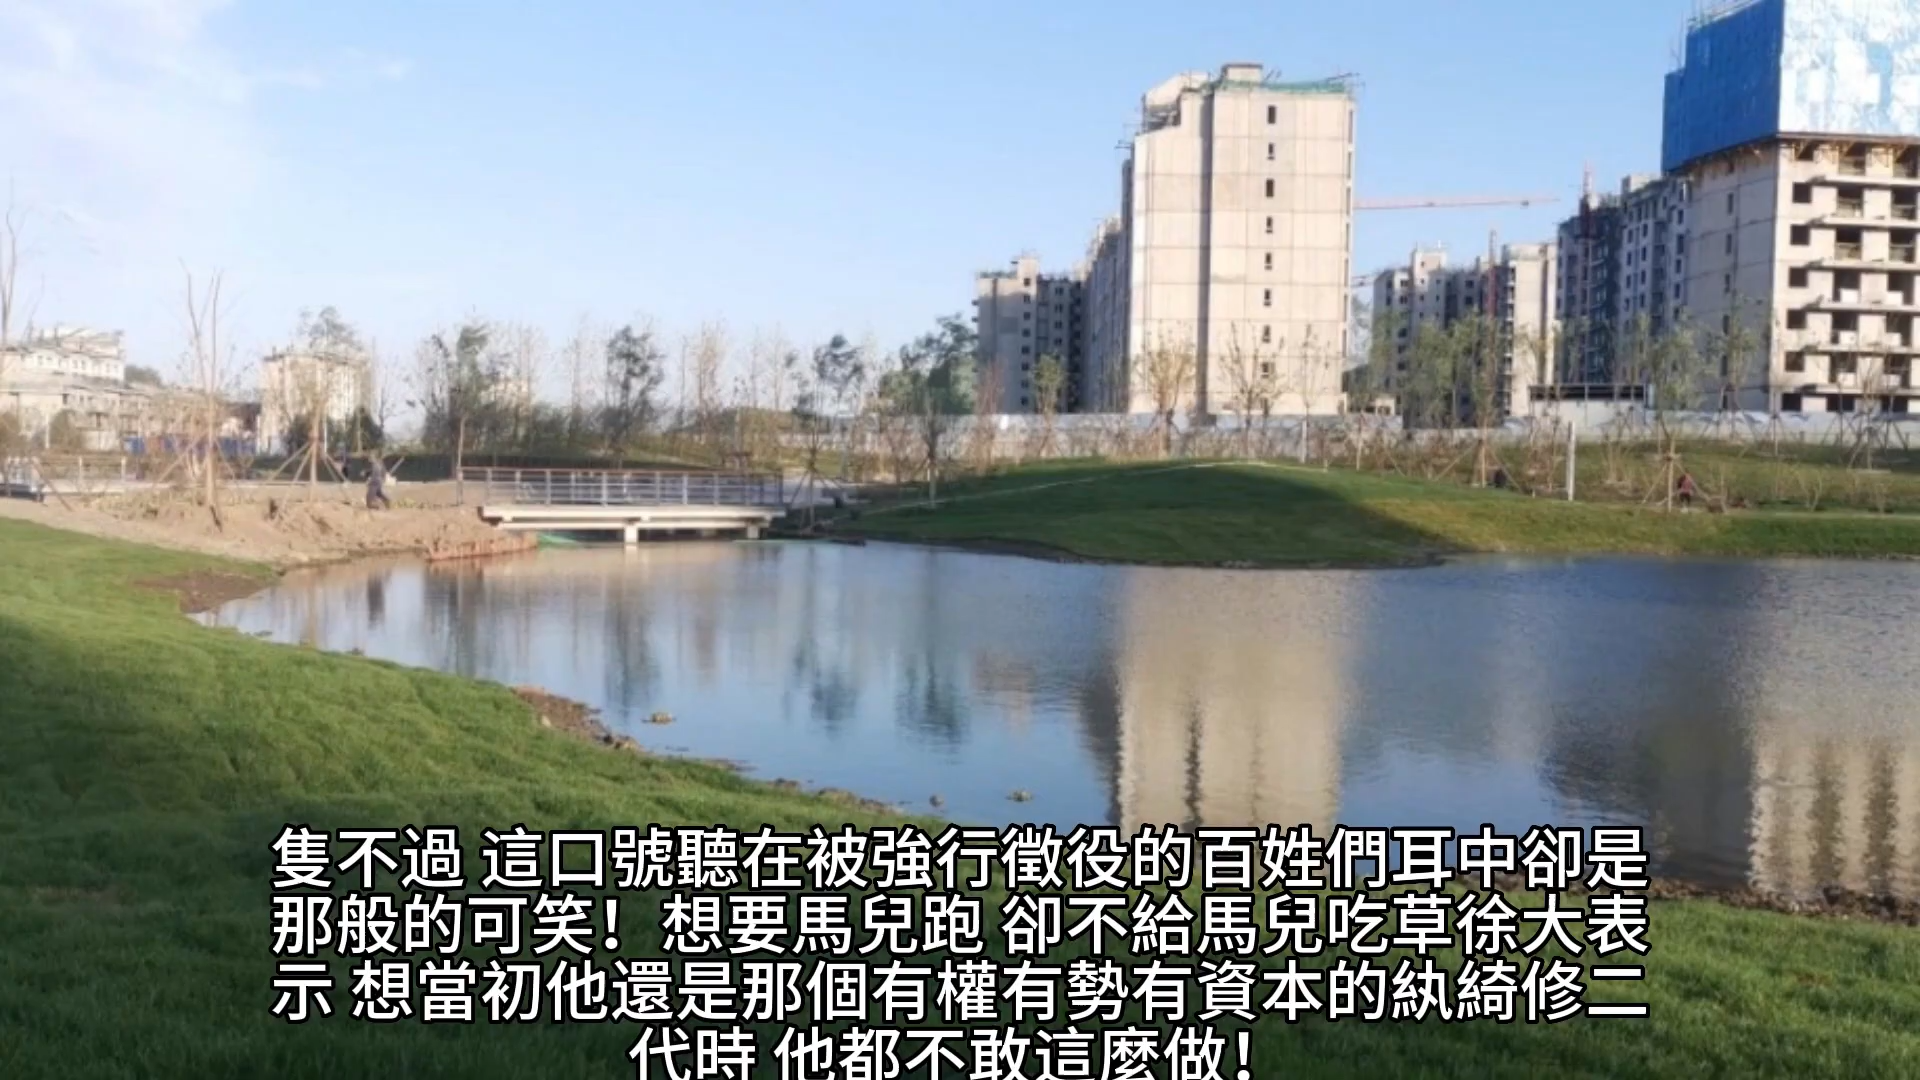 隻不過 這口號聽在被強行徵役的百姓們耳中卻是
那般的可笑！想要馬兒跑 卻不給馬兒吃草徐大表
示 想當初他還是那個有權有勢有資本的紈綺修二
代時 他都不敢這麼做！